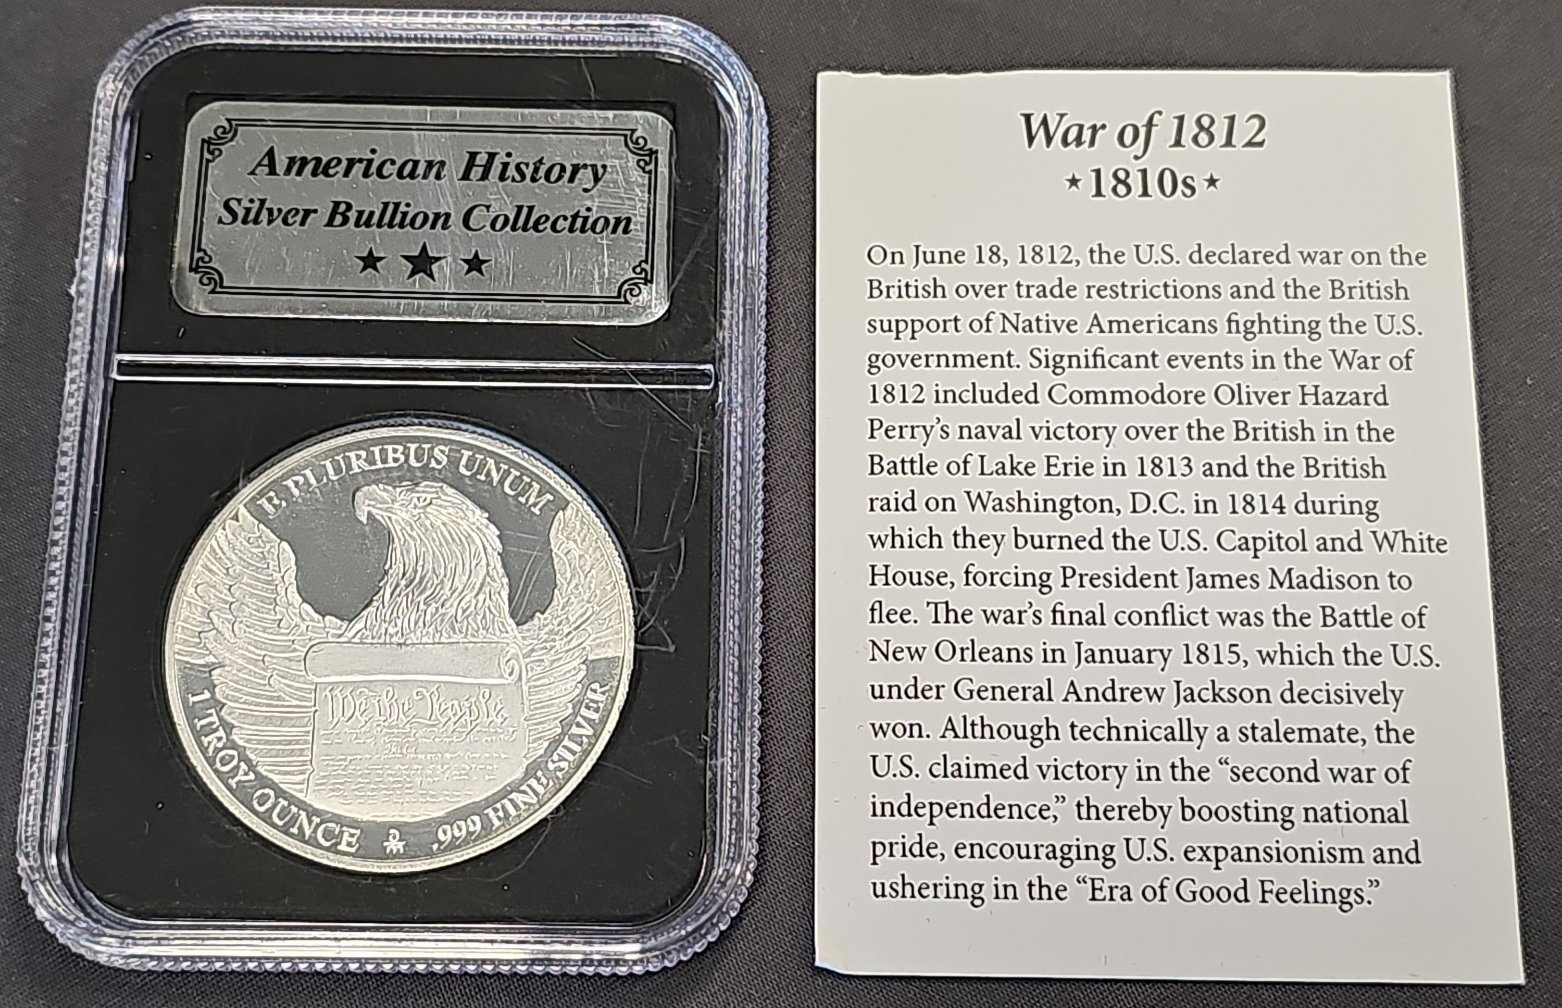 American History
Silver Bullion Collection
E PLURIBUS UNUM
We the People
1 TROY OUNCE
.999 FINE SILVER
War of 1812
★1810s★
On June 18, 1812, the U.S. declared war on the
British over trade restrictions and the British
support of Native Americans fighting the U.S.
government. Significant events in the War of
1812 included Commodore Oliver Hazard
Perry’s naval victory over the British in the
Battle of Lake Erie in 1813 and the British
raid on Washington, D.C. in 1814 during
which they burned the U.S. Capitol and White
House, forcing President James Madison to
flee. The war’s final conflict was the Battle of
New Orleans in January 1815, which the U.S.
under General Andrew Jackson decisively
won. Although technically a stalemate, the
U.S. claimed victory in the “second war of
independence,” thereby boosting national
pride, encouraging U.S. expansionism and
ushering in the “Era of Good Feelings.”